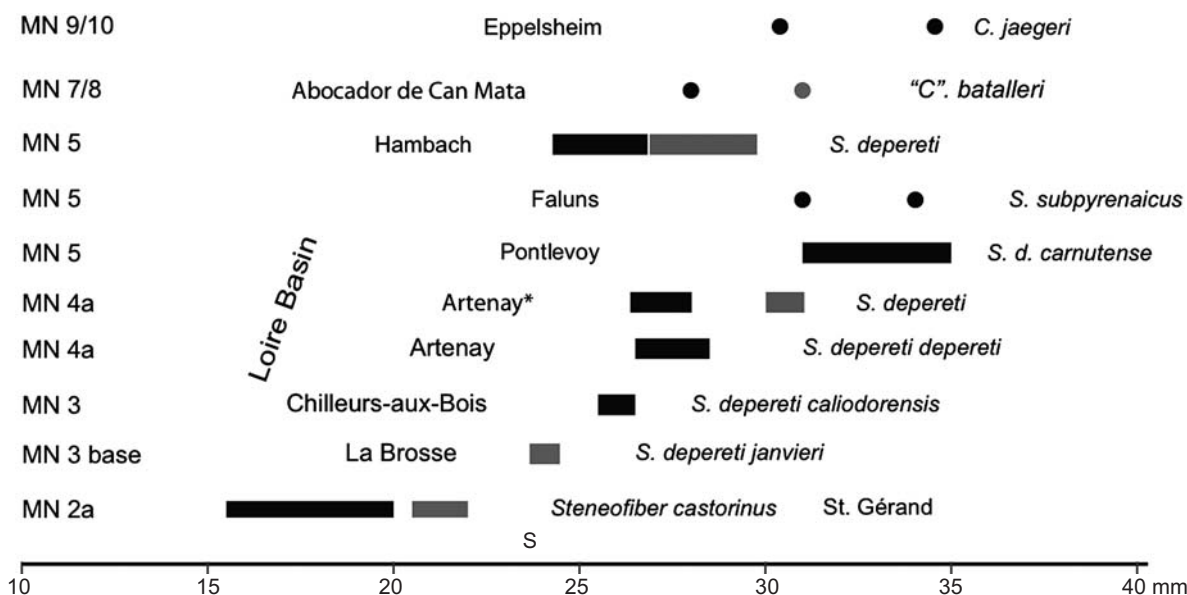 MN 9/10 Eppelsheim C. jaegeri
MN 7/8 Abocador de Can Mata “C”. batalleri
MN 5 Hambach S. depereti
MN 5 Faluns S. subpyrenaicus
MN 5 Pontlevoy S. d. carnutense
Loire Basin
MN 4a Artenay* S. depereti
MN 4a Artenay S. depereti depereti
MN 3 Chilleurs-aux-Bois S. depereti caliodorensis
MN 3 base La Brosse S. depereti janvieri
MN 2a Steneofiber castorinus St. Gérand
S
10 15 20 25 30 35 40 mm